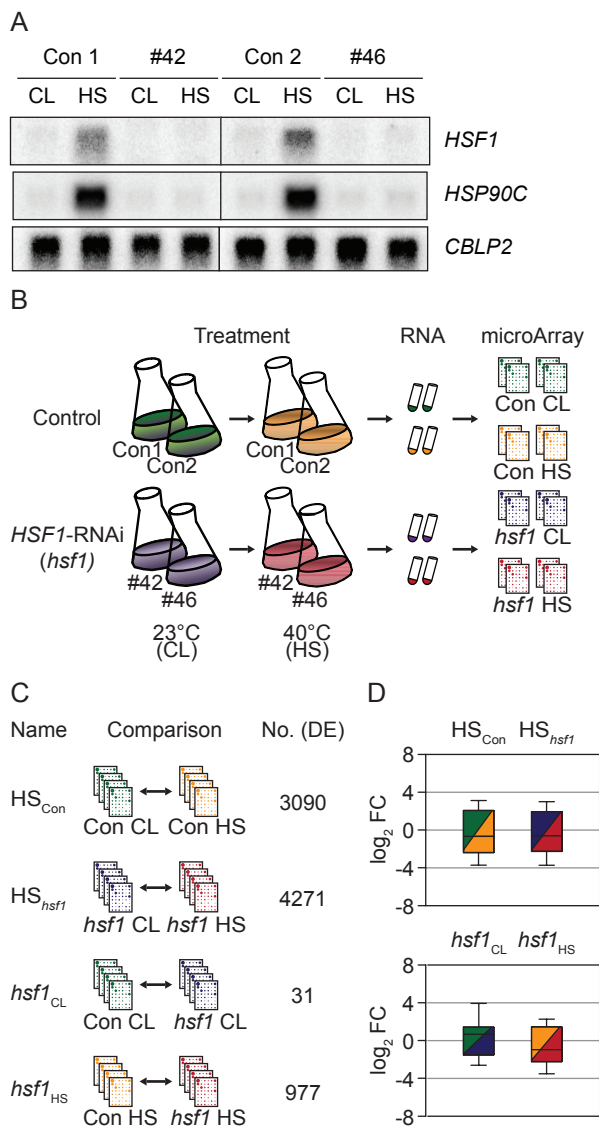 A
Con 1 #42 Con 2 #46
CL HS CL HS CL HS CL HS
HSF1
HSP90C
CBLP2
B
Treatment RNA microArray
Control
Con1
Con2
Con1
Con2
Con CL
Con HS
HSF1-RNAi
(hsf1)
#42
#46
#42
#46
hsf1 CL
hsf1 HS
23°C
(CL)
40°C
(HS)
C
Name Comparison No. (DE)
HSCon
Con CL Con HS
3090
HShsf1
hsf1 CL hsf1 HS
4271
hsf1CL
Con CL hsf1 CL
31
hsf1HS
Con HS hsf1 HS
977
D
HSCon HShsf1
log2 FC
8
4
0
-4
-8
hsf1CL hsf1HS
log2 FC
8
4
0
-4
-8